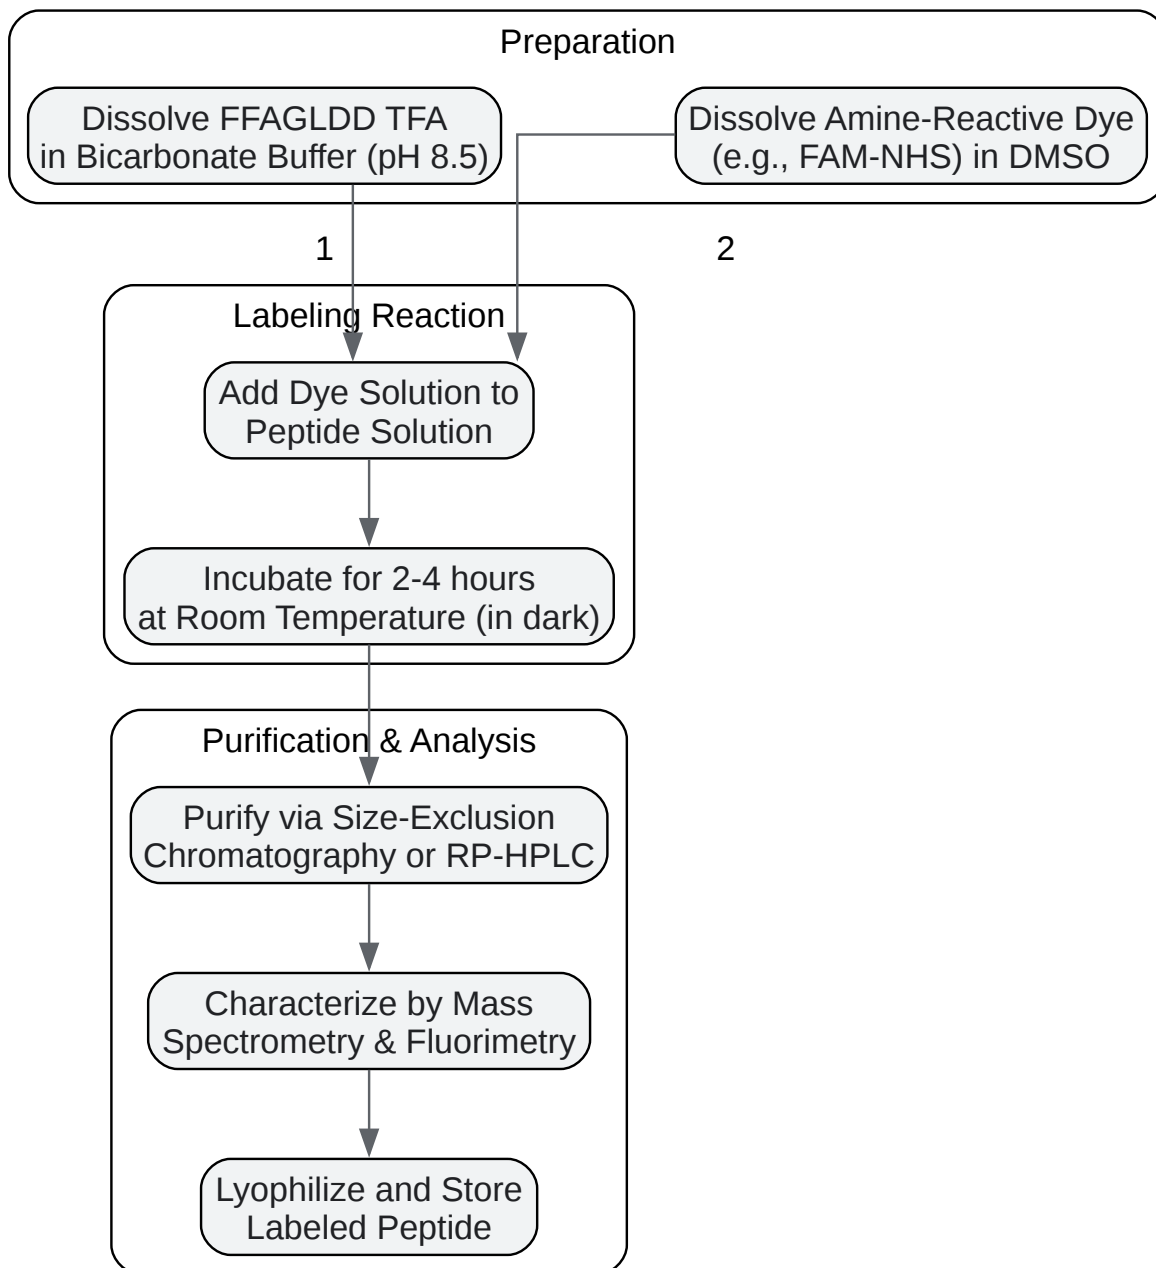 Preparation
Dissolve FFAGLDD TFA
in Bicarbonate Buffer (pH 8.5)
Dissolve Amine-Reactive Dye
(e.g., FAM-NHS) in DMSO
1
2
Labeling Reaction
Add Dye Solution to
Peptide Solution
Incubate for 2-4 hours
at Room Temperature (in dark)
Purification & Analysis
Purify via Size-Exclusion
Chromatography or RP-HPLC
Characterize by Mass
Spectrometry & Fluorimetry
Lyophilize and Store
Labeled Peptide